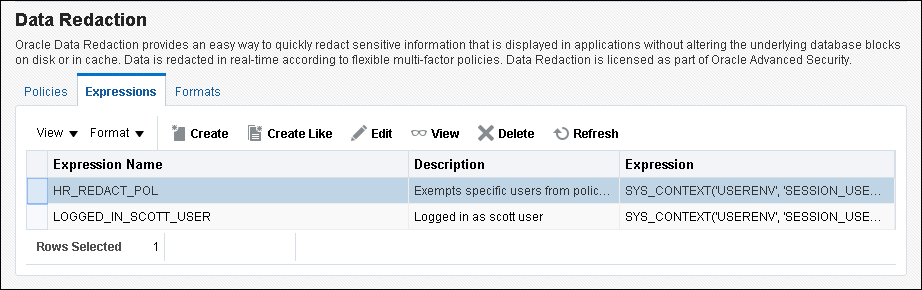 Data Redaction
Oracle Data Redaction provides an easy way to quickly redact sensitive information that is displayed in applications without altering the underlying database blocks
on disk or in cache. Data is redacted in real-time according to flexible multi-factor policies. Data Redaction is licensed as part of Oracle Advanced Security.
Policies Expressions Formats
View Format Create Create Like Edit View Delete Refresh
Expression Name Description Expression
HR_REDACT_POL Exempts specific users from polic... SYS_CONTEXT('USERENV', 'SESSION_USE...
LOGGED_IN_SCOTT_USER Logged in as scott user SYS_CONTEXT('USERENV', 'SESSION_USE...
Rows Selected 1